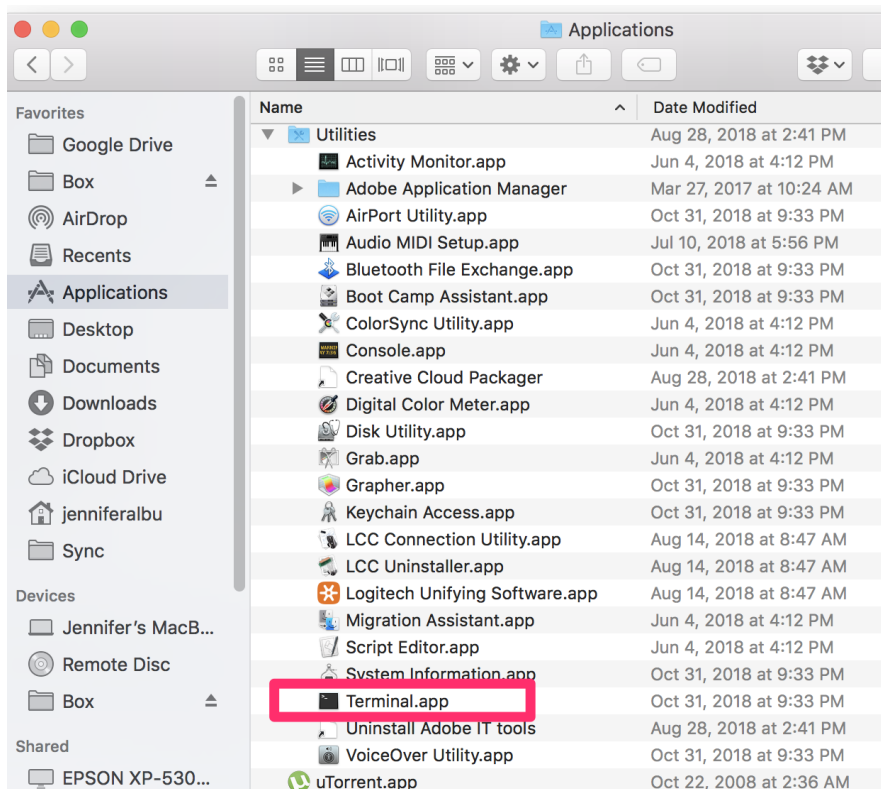 Applications
Favorites
Google Drive
Box
AirDrop
Recents
Applications
Desktop
Documents
Downloads
Dropbox
iCloud Drive
jenniferalbu
Sync
Devices
Jennifer's MacB...
Remote Disc
Box
Shared
EPSON XP-530...
Name Date Modified
Utilities Aug 28, 2018 at 2:41 PM
Activity Monitor.app Jun 4, 2018 at 4:12 PM
Adobe Application Manager Mar 27, 2017 at 10:24 AM
AirPort Utility.app Oct 31, 2018 at 9:33 PM
Audio MIDI Setup.app Jul 10, 2018 at 5:56 PM
Bluetooth File Exchange.app Oct 31, 2018 at 9:33 PM
Boot Camp Assistant.app Oct 31, 2018 at 9:33 PM
ColorSync Utility.app Jun 4, 2018 at 4:12 PM
Console.app Jun 4, 2018 at 4:12 PM
Creative Cloud Packager Aug 28, 2018 at 2:41 PM
Digital Color Meter.app Jun 4, 2018 at 4:12 PM
Disk Utility.app Oct 31, 2018 at 9:33 PM
Grab.app Jun 4, 2018 at 4:12 PM
Grapher.app Oct 31, 2018 at 9:33 PM
Keychain Access.app Oct 31, 2018 at 9:33 PM
LCC Connection Utility.app Aug 14, 2018 at 8:47 AM
LCC Uninstaller.app Aug 14, 2018 at 8:47 AM
Logitech Unifying Software.app Aug 14, 2018 at 8:47 AM
Migration Assistant.app Jun 4, 2018 at 4:12 PM
Script Editor.app Jun 4, 2018 at 4:12 PM
System Information.app Oct 31, 2018 at 9:33 PM
Terminal.app Oct 31, 2018 at 9:33 PM
Uninstall Adobe IT tools Aug 28, 2018 at 2:41 PM
VoiceOver Utility.app Oct 31, 2018 at 9:33 PM
uTorrent.app Oct 22, 2008 at 2:36 AM